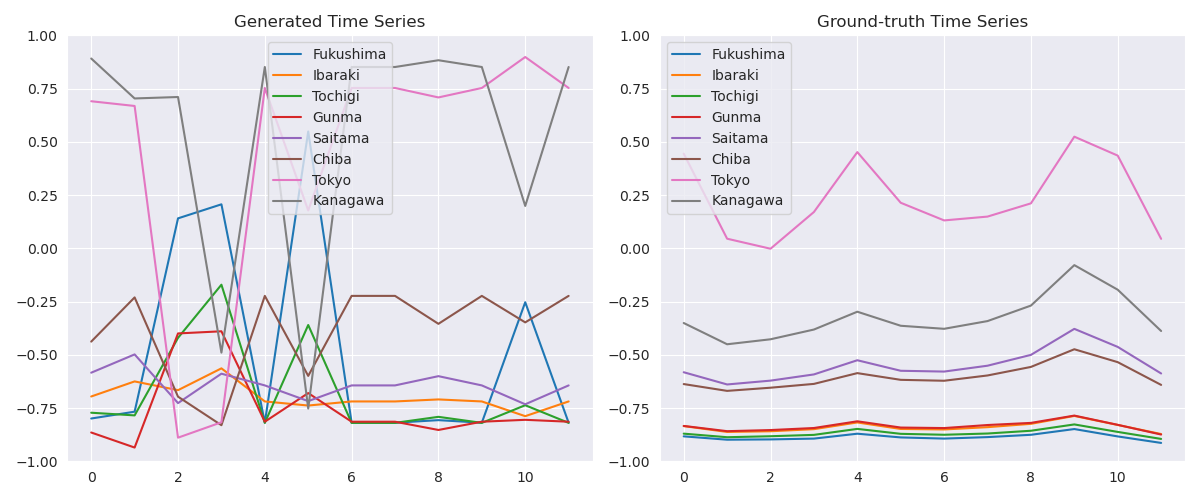 Generated Time Series
1.00
0.75
0.50
0.25
0.00
−0.25
−0.50
−0.75
−1.00
0
2
4
6
8
10
Fukushima
Ibaraki
Tochigi
Gunma
Saitama
Chiba
Tokyo
Kanagawa
Ground-truth Time Series
1.00
0.75
0.50
0.25
0.00
−0.25
−0.50
−0.75
−1.00
0
2
4
6
8
10
Fukushima
Ibaraki
Tochigi
Gunma
Saitama
Chiba
Tokyo
Kanagawa